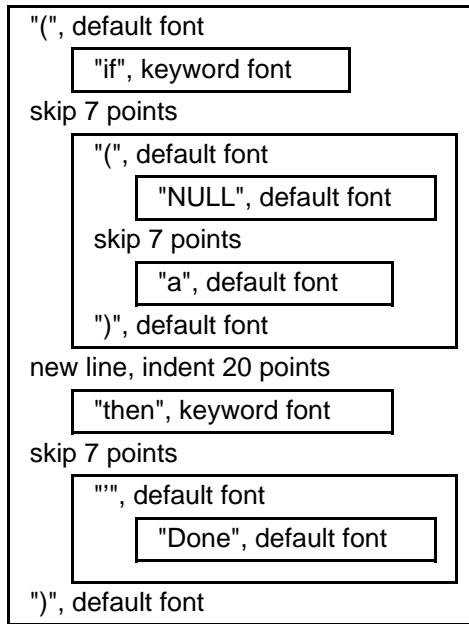 "(", default font
"if", keyword font
skip 7 points
"(", default font
"NULL", default font
skip 7 points
"a", default font
")", default font
new line, indent 20 points
"then", keyword font
skip 7 points
"’", default font
"Done", default font
")", default font